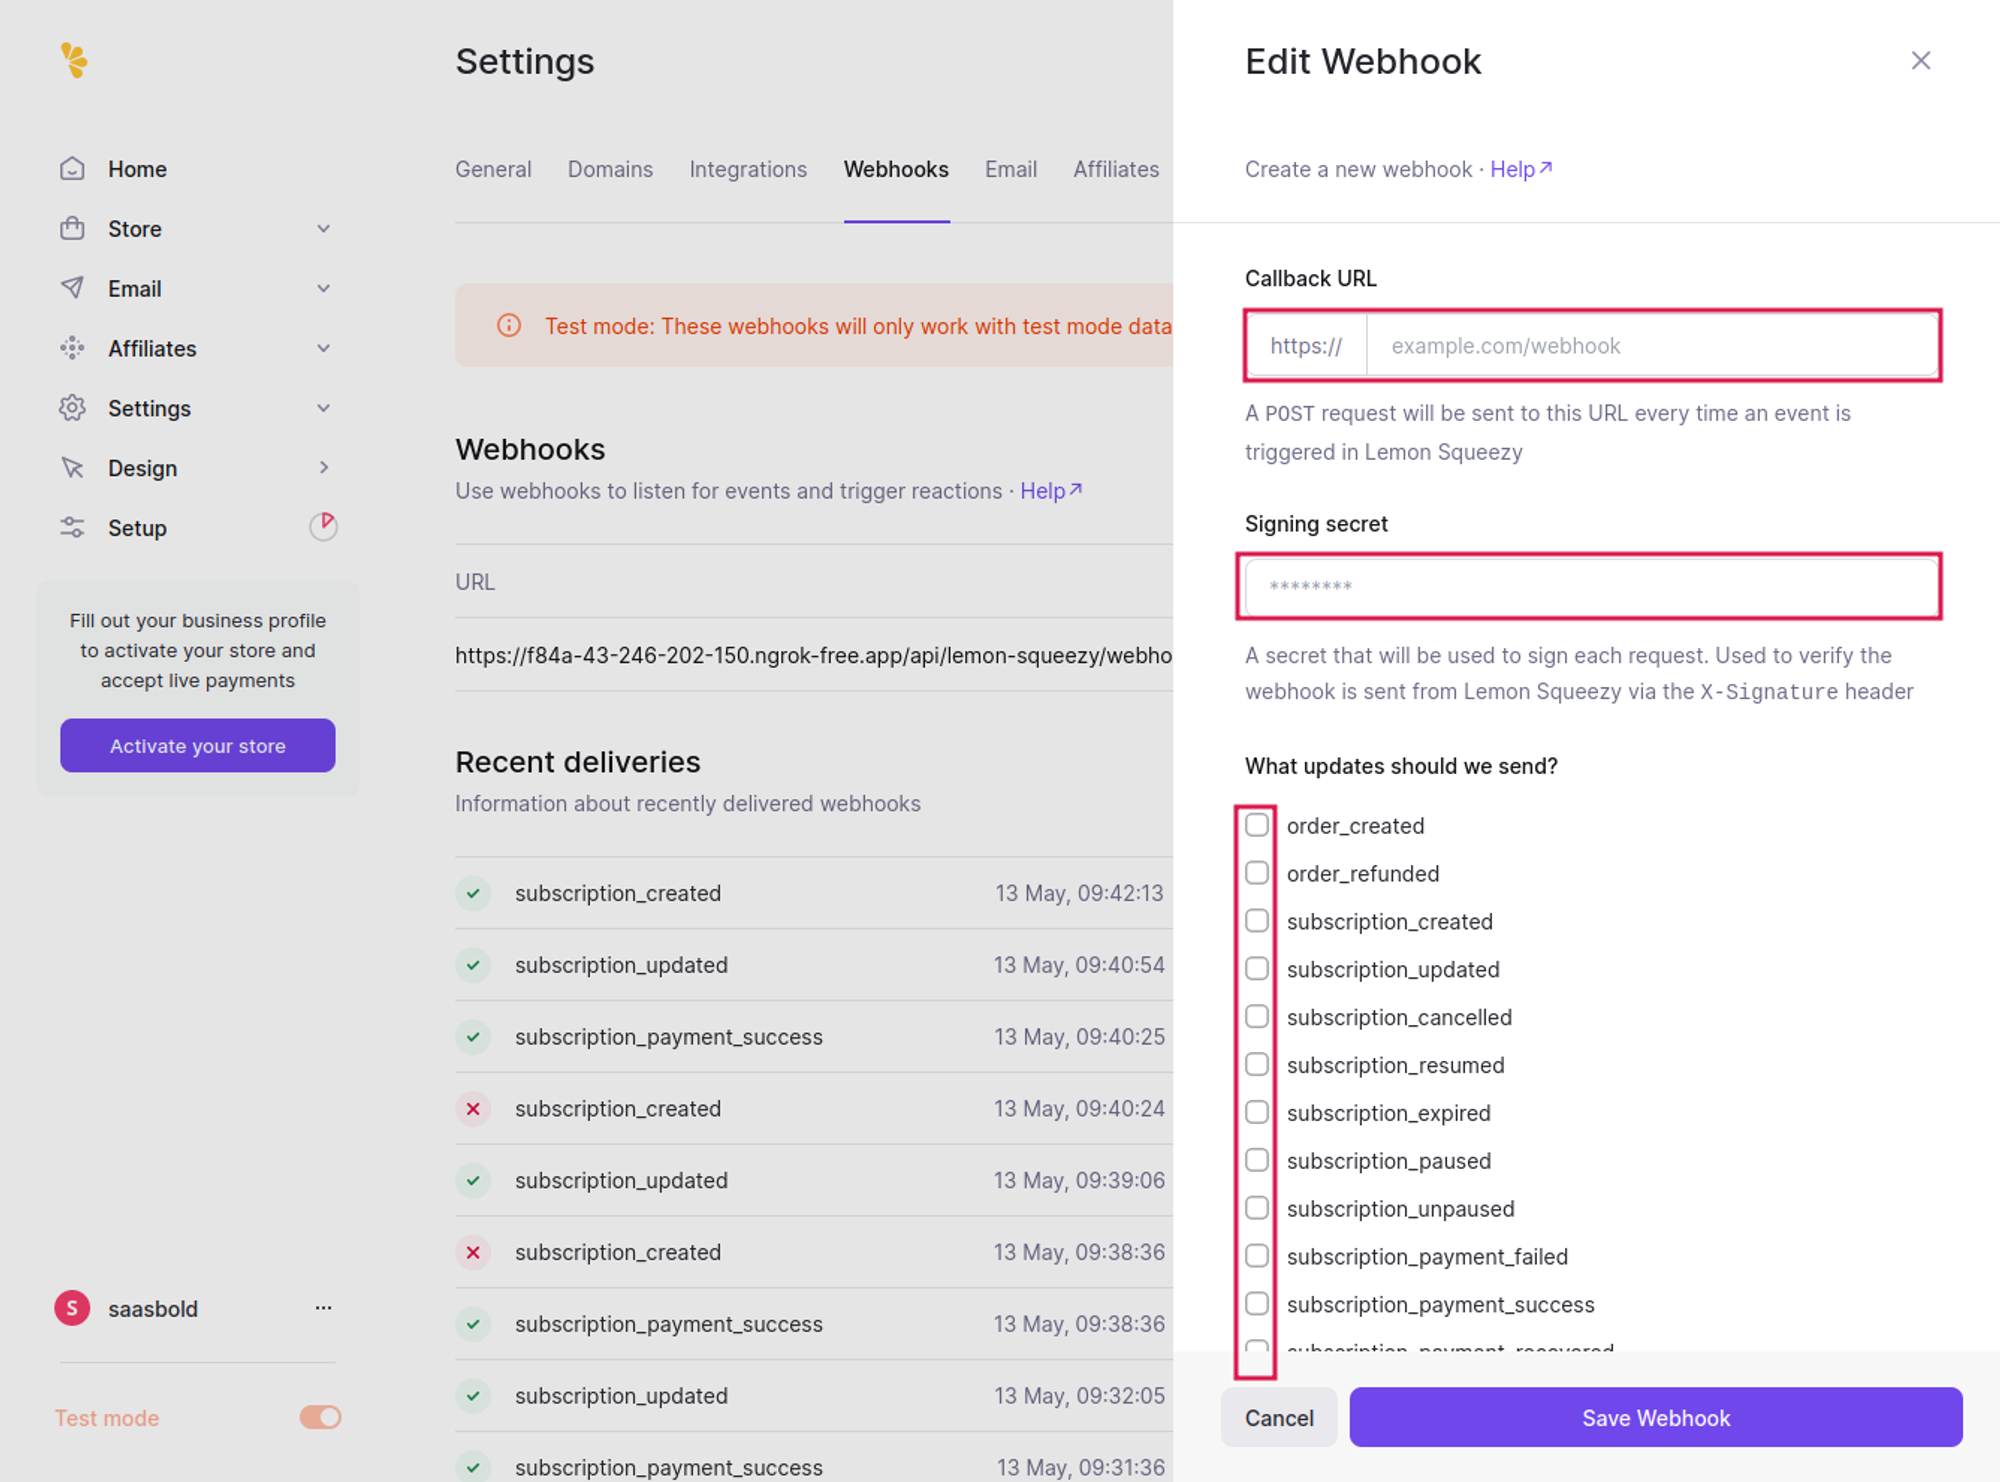 Settings
General Domains Integrations Webhooks Email Affiliates
Home
Store
Email
Affiliates
Settings
Design
Setup
Fill out your business profile
to activate your store and
accept live payments
Activate your store
S saasbold ...
Test mode
Test mode: These webhooks will only work with test mode data
Webhooks
Use webhooks to listen for events and trigger reactions · Help↗
URL
https://f84a-43-246-202-150.ngrok-free.app/api/lemon-squeezy/webho
Recent deliveries
Information about recently delivered webhooks
subscription_created 13 May, 09:42:13
subscription_updated 13 May, 09:40:54
subscription_payment_success 13 May, 09:40:25
subscription_created 13 May, 09:40:24
subscription_updated 13 May, 09:39:06
subscription_created 13 May, 09:38:36
subscription_payment_success 13 May, 09:38:36
subscription_updated 13 May, 09:32:05
subscription_payment_success 13 May, 09:31:36
Edit Webhook
Create a new webhook · Help↗
Callback URL
https:// example.com/webhook
A POST request will be sent to this URL every time an event is
triggered in Lemon Squeezy
Signing secret
********
A secret that will be used to sign each request. Used to verify the
webhook is sent from Lemon Squeezy via the X-Signature header
What updates should we send?
order_created
order_refunded
subscription_created
subscription_updated
subscription_cancelled
subscription_resumed
subscription_expired
subscription_paused
subscription_unpaused
subscription_payment_failed
subscription_payment_success
subscription_payment_recovered
Cancel
Save Webhook